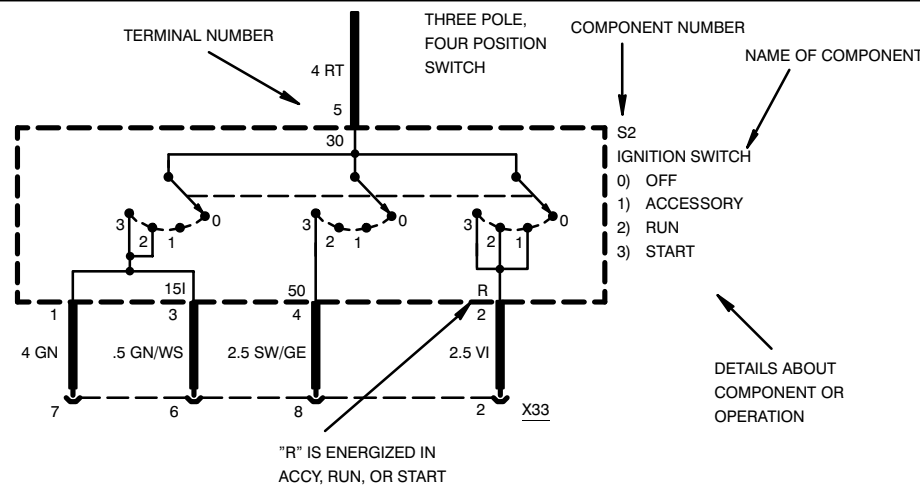 TERMINAL NUMBER
THREE POLE,
FOUR POSITION
SWITCH
COMPONENT NUMBER
NAME OF COMPONENT
4 RT
5
30
S2
IGNITION SWITCH
0) OFF
1) ACCESSORY
2) RUN
3) START
3 2 1 0
3 2 1 0
3 2 1 0
15I
50
R
1
3
4
2
4 GN
.5 GN/WS
2.5 SW/GE
2.5 VI
7
6
8
2
X33
DETAILS ABOUT
COMPONENT OR
OPERATION
"R" IS ENERGIZED IN
ACCY, RUN, OR START